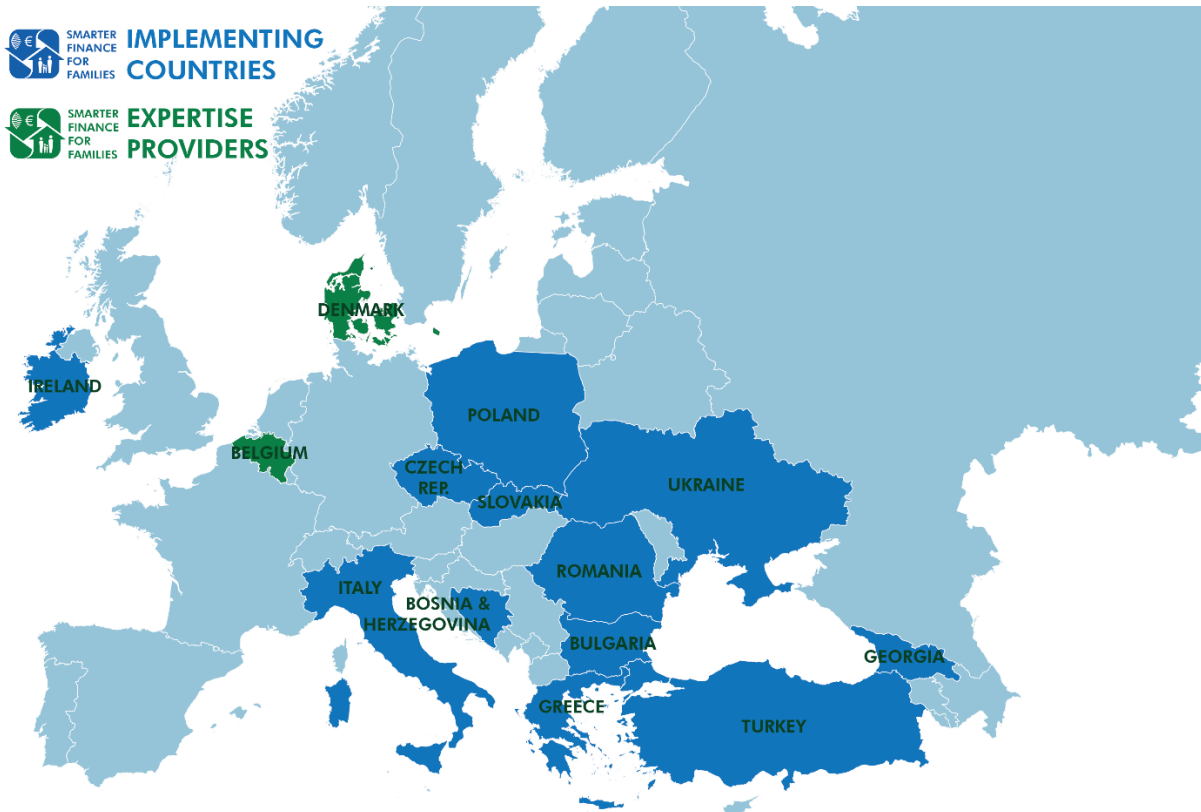 SMARTER
FINANCE
FOR
FAMILIES
IMPLEMENTING
COUNTRIES
€
SMARTER
FINANCE
FOR
FAMILIES
EXPERTISE
PROVIDERS
€
DENMARK
IRELAND
POLAND
BELGIUM
CZECH
REP.
UKRAINE
SLOVAKIA
ROMANIA
ITALY
BOSNIA &
HERZEGOVINA
BULGARIA
GEORGIA
GREECE
TURKEY